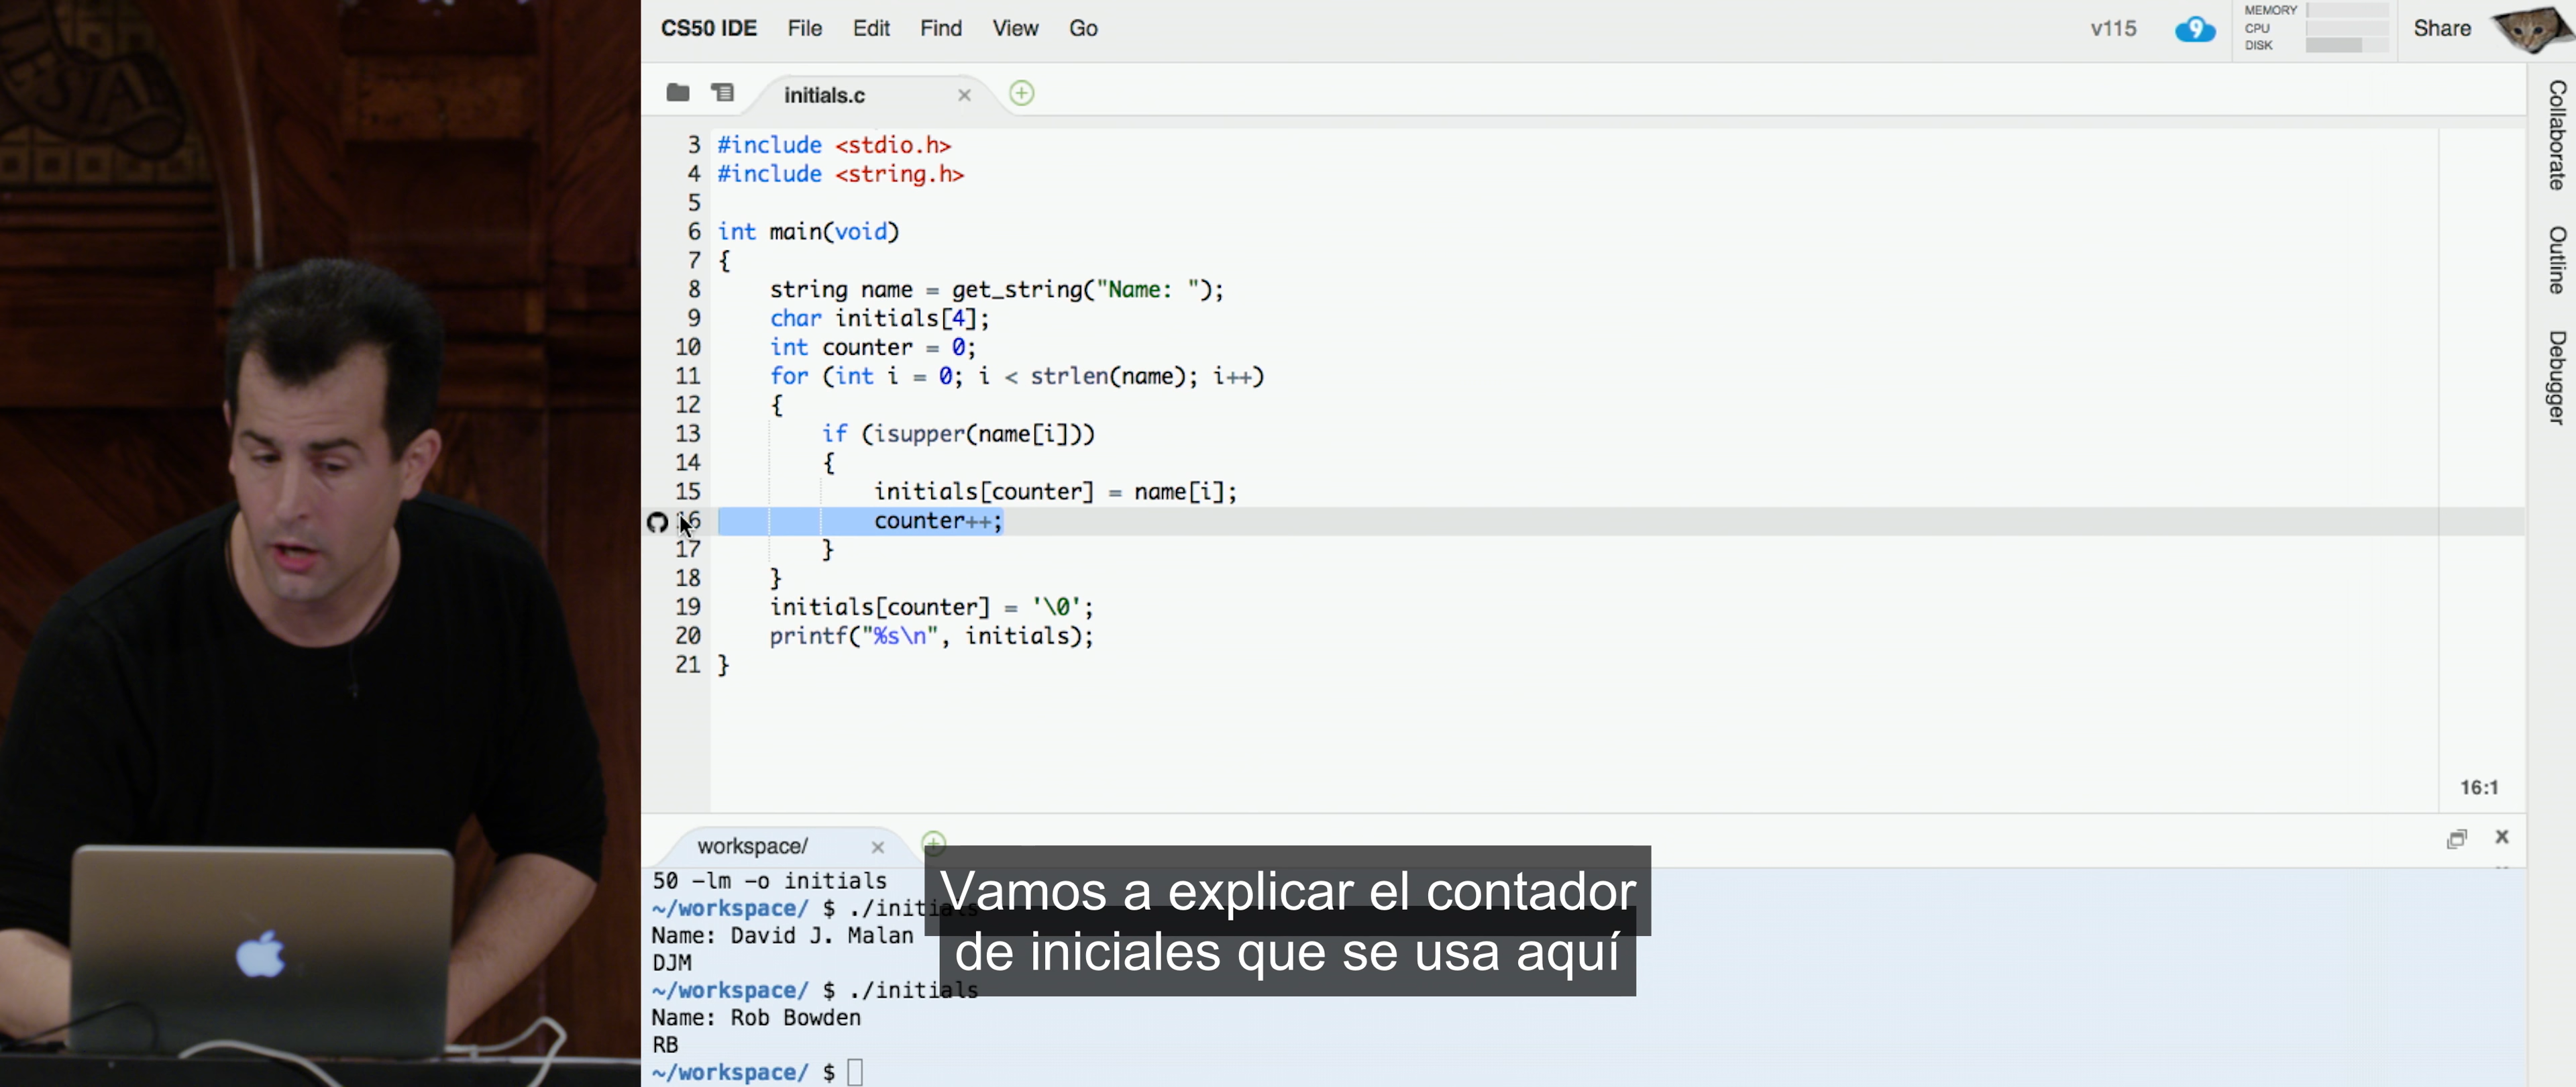 CS50 IDE File Edit Find View Go
v115
9
MEMORY
CPU
DISK
Share
initials.c
3 #include <stdio.h>
4 #include <string.h>
5
6 int main(void)
7 {
8 string name = get_string("Name: ");
9 char initials[4];
10 int counter = 0;
11 for (int i = 0; i < strlen(name); i++)
12 {
13 if (isupper(name[i]))
14 {
15 initials[counter] = name[i];
16 counter++;
17 }
18 }
19 initials[counter] = '\0';
20 printf("%s\n", initials);
21 }
16:1
Collaborate
Outline
Debugger
workspace/
50 -lm -o initials
~/workspace/ $ ./initials
Name: David J. Malan
DJM
~/workspace/ $ ./initials
Name: Rob Bowden
RB
~/workspace/ $
Vamos a explicar el contador
de iniciales que se usa aquí